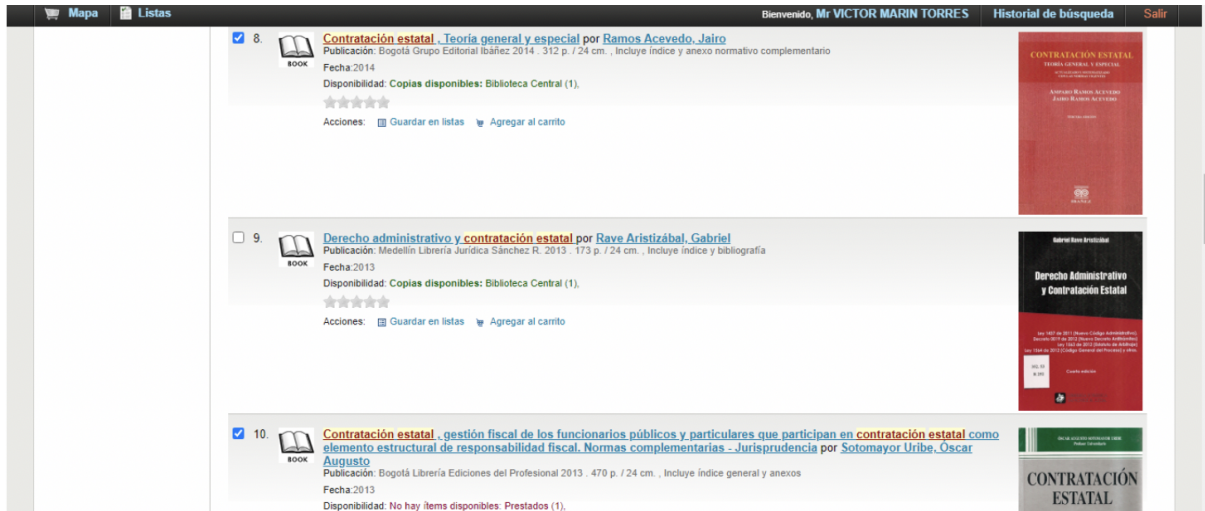 Mapa Listas Bienvenido, Mr VICTOR MARIN TORRES Historial de búsqueda Salir
8. Contratación estatal , Teoría general y especial por Ramos Acevedo, Jairo
BOOK
Publicación: Bogotá Grupo Editorial Ibáñez 2014 . 312 p. / 24 cm. , Incluye índice y anexo normativo complementario
Fecha:2014
Disponibilidad: Copias disponibles: Biblioteca Central (1),
Acciones: Guardar en listas Agregar al carrito
CONTRATACIÓN ESTATAL
TEORÍA GENERAL Y ESPECIAL
AMPARO RAMOS ACEVEDO
JAIRO RAMOS ACEVEDO
9. Derecho administrativo y contratación estatal por Rave Aristizábal, Gabriel
BOOK
Publicación: Medellín Librería Jurídica Sánchez R. 2013 . 173 p. / 24 cm. , Incluye índice y bibliografía
Fecha:2013
Disponibilidad: Copias disponibles: Biblioteca Central (1),
Acciones: Guardar en listas Agregar al carrito
Gabriel Rave Aristizábal
Derecho Administrativo
y Contratación Estatal
Cuarta edición
10. Contratación estatal , gestión fiscal de los funcionarios públicos y particulares que participan en contratación estatal como
elemento estructural de responsabilidad fiscal. Normas complementarias - Jurisprudencia por Sotomayor Uribe, Óscar
Augusto
BOOK
Publicación: Bogotá Librería Ediciones del Profesional 2013 . 470 p. / 24 cm. , Incluye índice general y anexos
Fecha:2013
Disponibilidad: No hay ítems disponibles: Prestados (1),
CONTRATACIÓN
ESTATAL